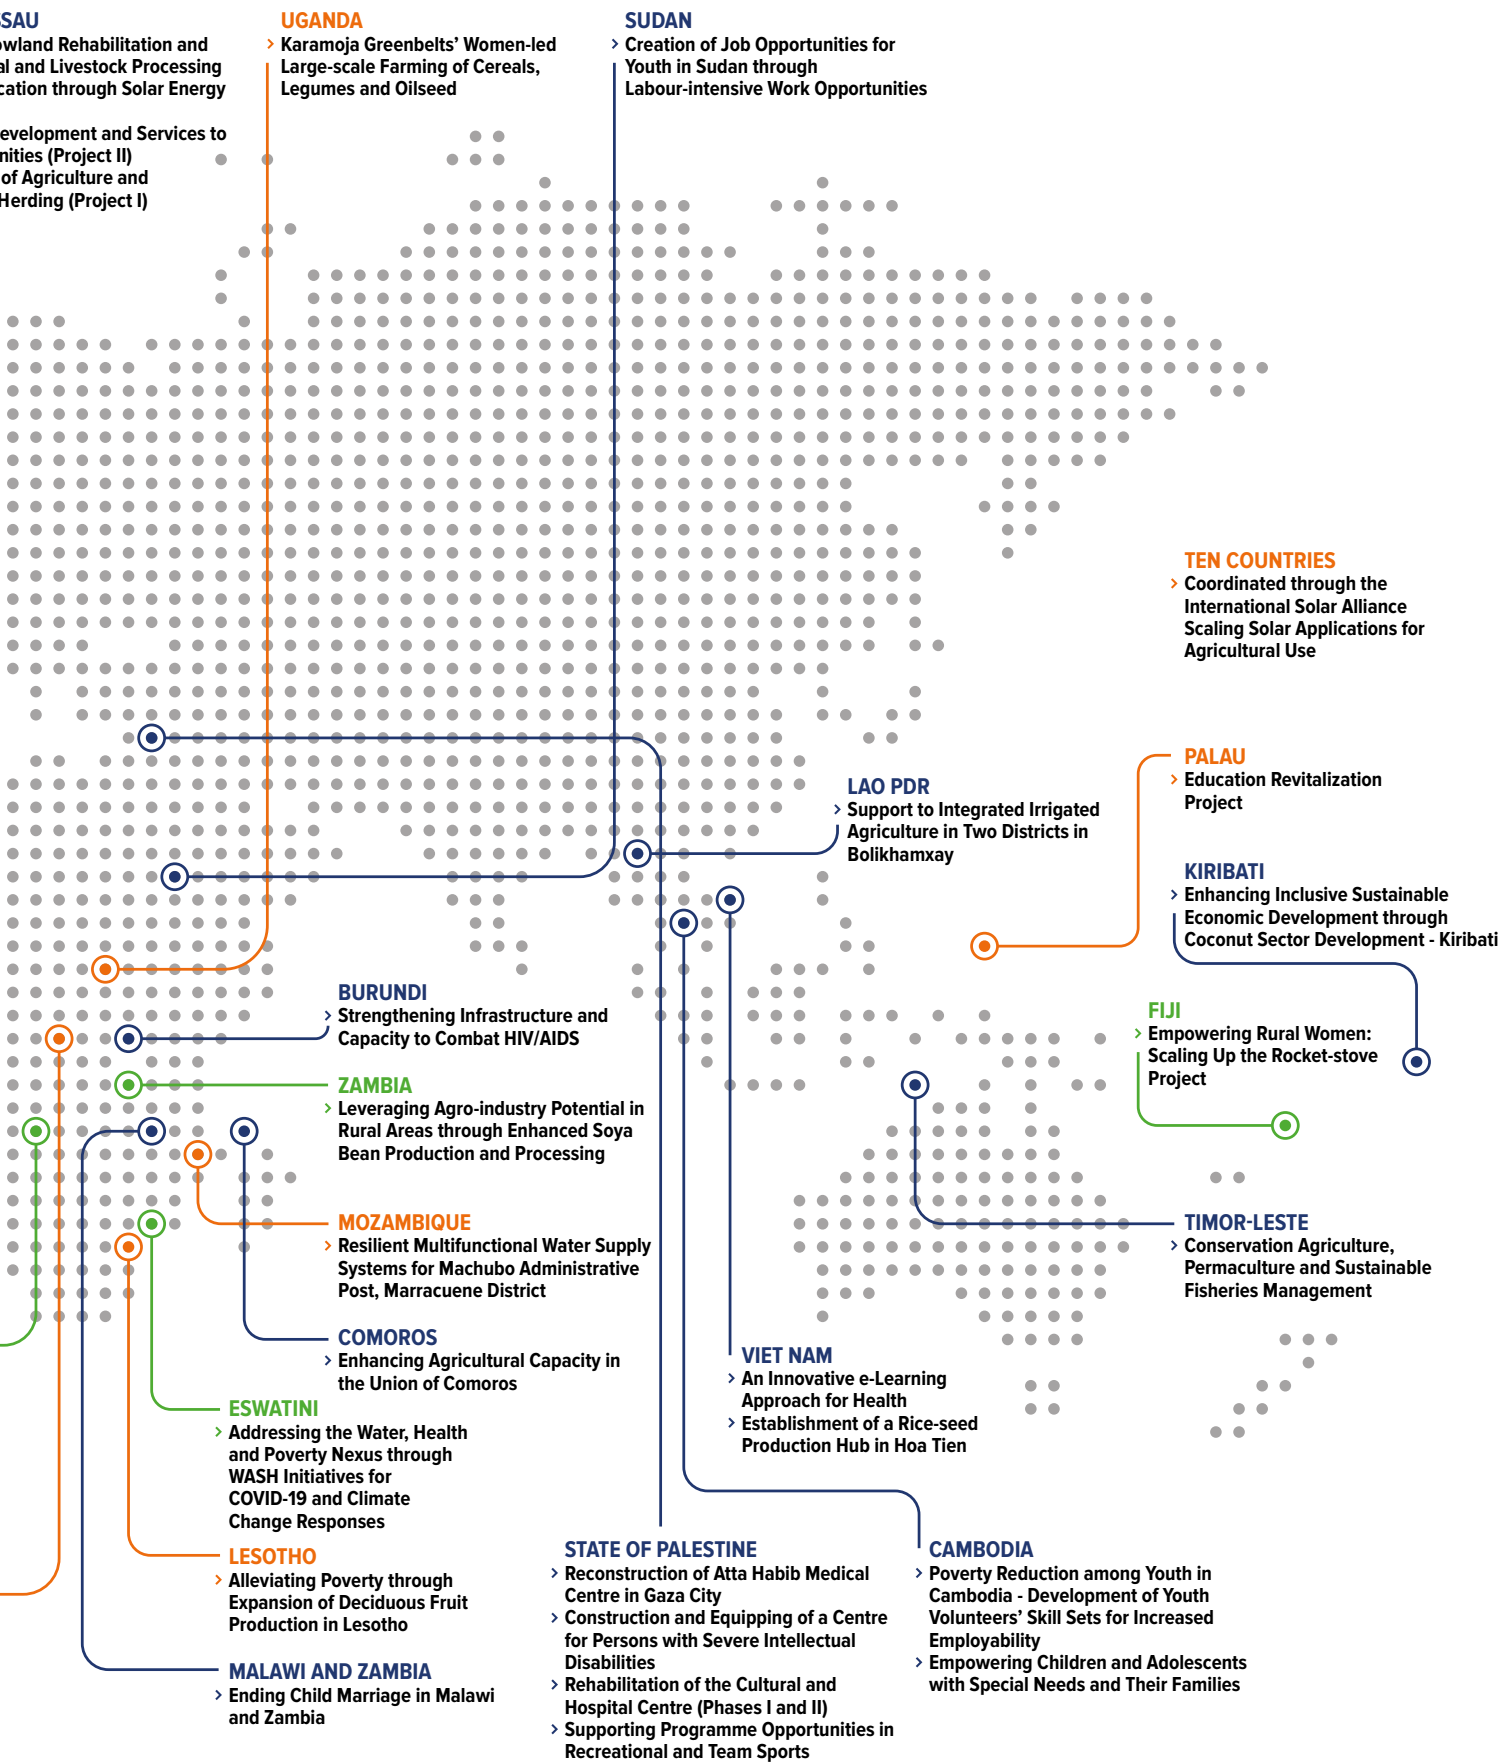 UGANDA
› Karamoja Greenbelts’ Women-led
Large-scale Farming of Cereals,
Legumes and Oilseed
SUDAN
› Creation of Job Opportunities for
Youth in Sudan through
Labour-intensive Work Opportunities
SSAU
owland Rehabilitation and
al and Livestock Processing
cation through Solar Energy
evelopment and Services to
nities (Project II)
of Agriculture and
Herding (Project I)
TEN COUNTRIES
› Coordinated through the
International Solar Alliance
Scaling Solar Applications for
Agricultural Use
PALAU
› Education Revitalization
Project
LAO PDR
› Support to Integrated Irrigated
Agriculture in Two Districts in
Bolikhamxay
KIRIBATI
› Enhancing Inclusive Sustainable
Economic Development through
Coconut Sector Development - Kiribati
BURUNDI
› Strengthening Infrastructure and
Capacity to Combat HIV/AIDS
FIJI
› Empowering Rural Women:
Scaling Up the Rocket-stove
Project
ZAMBIA
› Leveraging Agro-industry Potential in
Rural Areas through Enhanced Soya
Bean Production and Processing
MOZAMBIQUE
› Resilient Multifunctional Water Supply
Systems for Machubo Administrative
Post, Marracuene District
TIMOR-LESTE
› Conservation Agriculture,
Permaculture and Sustainable
Fisheries Management
COMOROS
› Enhancing Agricultural Capacity in
the Union of Comoros
VIET NAM
› An Innovative e-Learning
Approach for Health
› Establishment of a Rice-seed
Production Hub in Hoa Tien
ESWATINI
› Addressing the Water, Health
and Poverty Nexus through
WASH Initiatives for
COVID-19 and Climate
Change Responses
LESOTHO
› Alleviating Poverty through
Expansion of Deciduous Fruit
Production in Lesotho
MALAWI AND ZAMBIA
› Ending Child Marriage in Malawi
and Zambia
STATE OF PALESTINE
› Reconstruction of Atta Habib Medical
Centre in Gaza City
› Construction and Equipping of a Centre
for Persons with Severe Intellectual
Disabilities
› Rehabilitation of the Cultural and
Hospital Centre (Phases I and II)
› Supporting Programme Opportunities in
Recreational and Team Sports
CAMBODIA
› Poverty Reduction among Youth in
Cambodia - Development of Youth
Volunteers’ Skill Sets for Increased
Employability
› Empowering Children and Adolescents
with Special Needs and Their Families